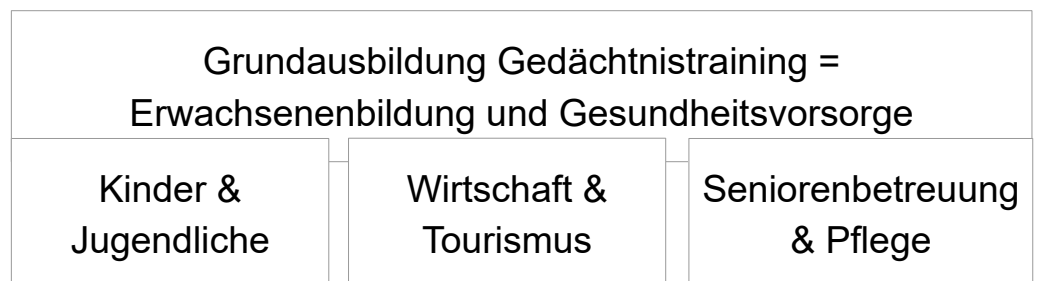 Grundausbildung Gedächtnistraining =
Erwachsenenbildung und Gesundheitsvorsorge
Kinder &
Jugendliche
Wirtschaft &
Tourismus
Seniorenbetreuung
& Pflege